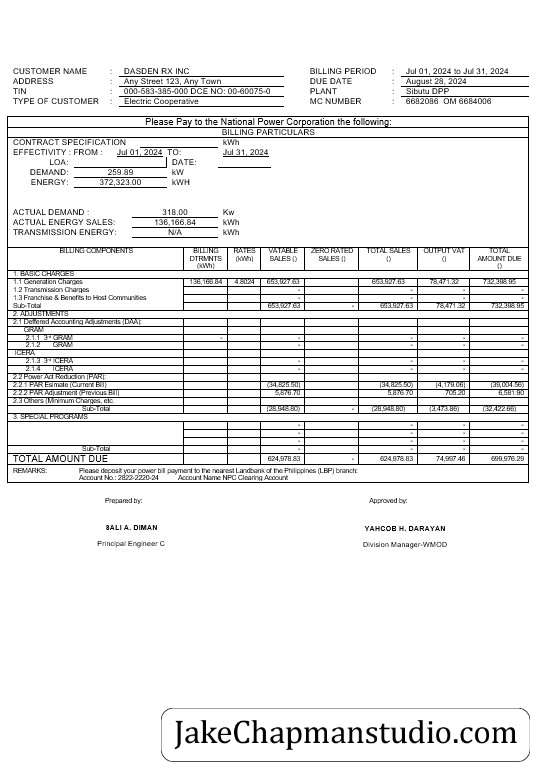 CUSTOMER NAME : DASDEN RX INC BILLING PERIOD : Jul 01, 2024 to Jul 31, 2024
ADDRESS : Any Street 123, Any Town DUE DATE : August 28, 2024
TIN : 000-583-385-000 DCE NO: 00-60075-0 PLANT : Sibutu DPP
TYPE OF CUSTOMER : Electric Cooperative MC NUMBER : 6682086 OM 6684006
Please Pay to the National Power Corporation the following:
BILLING PARTICULARS
CONTRACT SPECIFICATION kWh
EFFECTIVITY : FROM : Jul 01, 2024 TO: Jul 31, 2024
LOA: DATE:
DEMAND: 259.89 kW
ENERGY: 372,323.00 kWH
ACTUAL DEMAND : 318.00 Kw
ACTUAL ENERGY SALES: 136,166.84 kWh
TRANSMISSION ENERGY: N/A kWh
BILLING COMPONENTS BILLING RATES VATABLE ZERO RATED TOTAL SALES OUTPUT VAT TOTAL
DTRMNTS (kWh) SALES () SALES () () () AMOUNT DUE
(kWh) ()
1. BASIC CHARGES
1.1 Generation Charges 136,166.84 4.8024 653,927.63 653,927.63 78,471.32 732,398.95
1.2 Transmission Charges - - - -
1.3 Franchise & Benefits to Host Communities - - - -
Sub-Total 653,927.63 653,927.63 78,471.32 732,398.95
2. ADJUSTMENTS
2.1 Deffered Accounting Adjustments (DAA):
GRAM
2.1.1 3rd GRAM - - - - -
2.1.2 GRAM - - - -
ICERA
2.1.3 3rd ICERA - - - -
2.1.4 ICERA - - - -
2.2 Power Act Reduction (PAR):
2.2.1 PAR Esimate (Current Bill) (34,825.50) (34,825.50) (4,179.06) (39,004.56)
2.2.2 PAR Adjustment (Previous Bill) 5,876.70 5,876.70 705.20 6,581.90
2.3 Others (Minimum Charges, etc.
Sub-Total (28,948.80) - (28,948.80) (3,473.86) (32,422.66)
3. SPECIAL PROGRAMS
- - - -
- - - -
- - - -
Sub-Total - - - -
TOTAL AMOUNT DUE 624,978.83 - 624,978.83 74,997.46 699,976.29
REMARKS: Please deposit your power bill payment to the nearest Landbank of the Philippines (LBP) branch:
Account No.: 2822-2220-24 Account Name NPC Clearing Account
Prepared by: Approved by:
SALI A. DIMAN YAHCOB H. DARAYAN
Principal Engineer C Division Manager-WMOD
JakeChapmanstudio.com